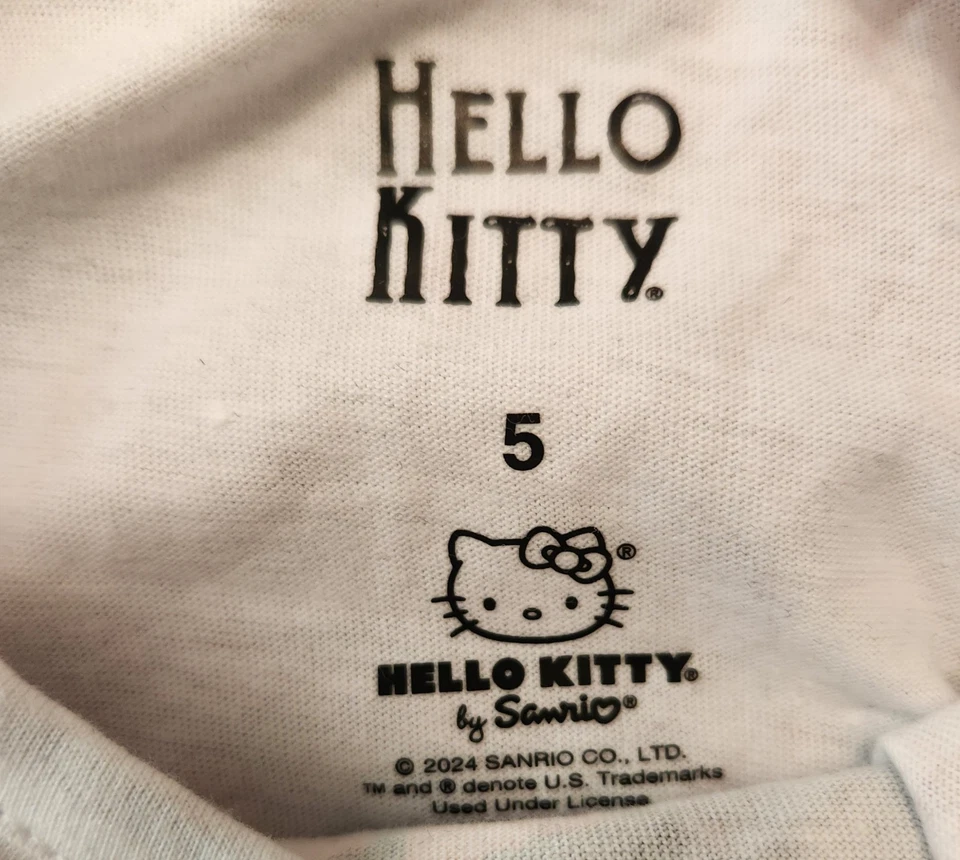 HELLO
KITTY®
5
®
HELLO KITTY®
by Sanrio®
© 2024 SANRIO CO., LTD.
™ and ® denote U.S. Trademarks
Used Under License